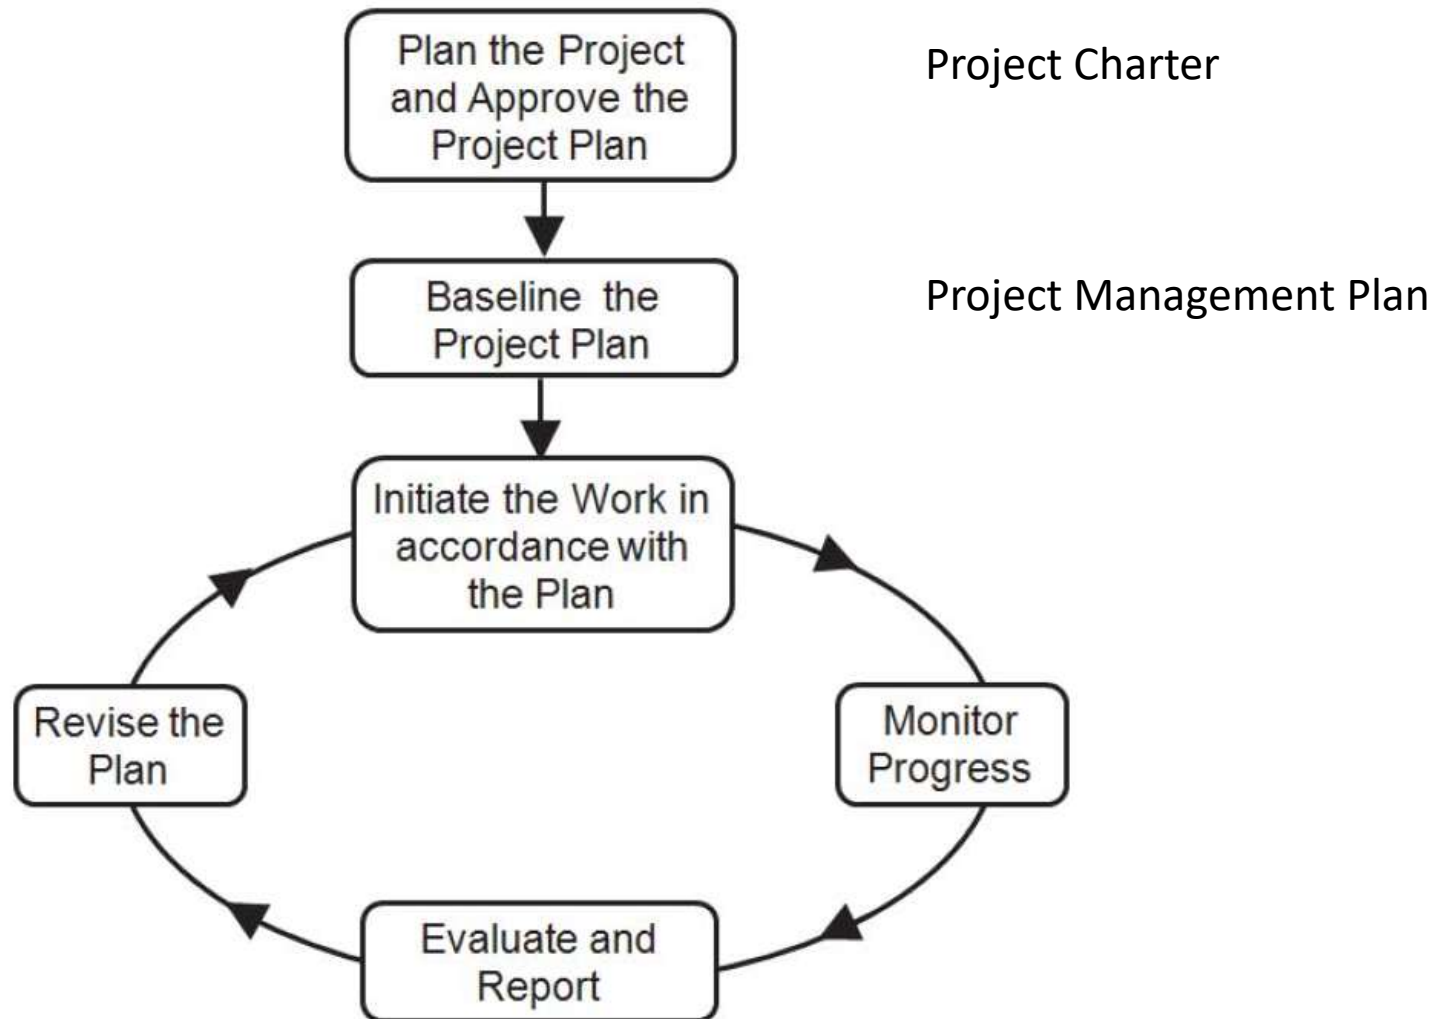 Plan the Project
and Approve the
Project Plan
Project Charter
Baseline the
Project Plan
Project Management Plan
Initiate the Work in
accordance with
the Plan
Revise the
Plan
Monitor
Progress
Evaluate and
Report